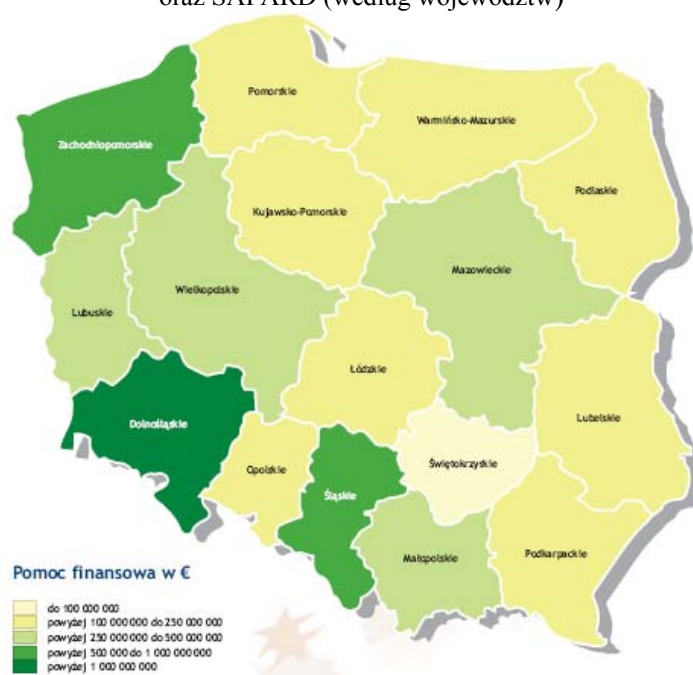 oraz SAPARD (według województw)
Pomorskie
Warmińsko-Mazurskie
Zachodniopomorskie
Podlaskie
Kujawsko-Pomorskie
Mazowieckie
Wielkopolskie
Lubuskie
Łódzkie
Lubelskie
Dolnośląskie
Opolskie
Świętokrzyskie
Śląskie
Podkarpackie
Małopolskie
Pomoc finansowa w €
do 100 000 000
powyżej 100 000 000 do 250 000 000
powyżej 250 000 000 do 500 000 000
powyżej 500 000 do 1 000 000 000
powyżej 1 000 000 000